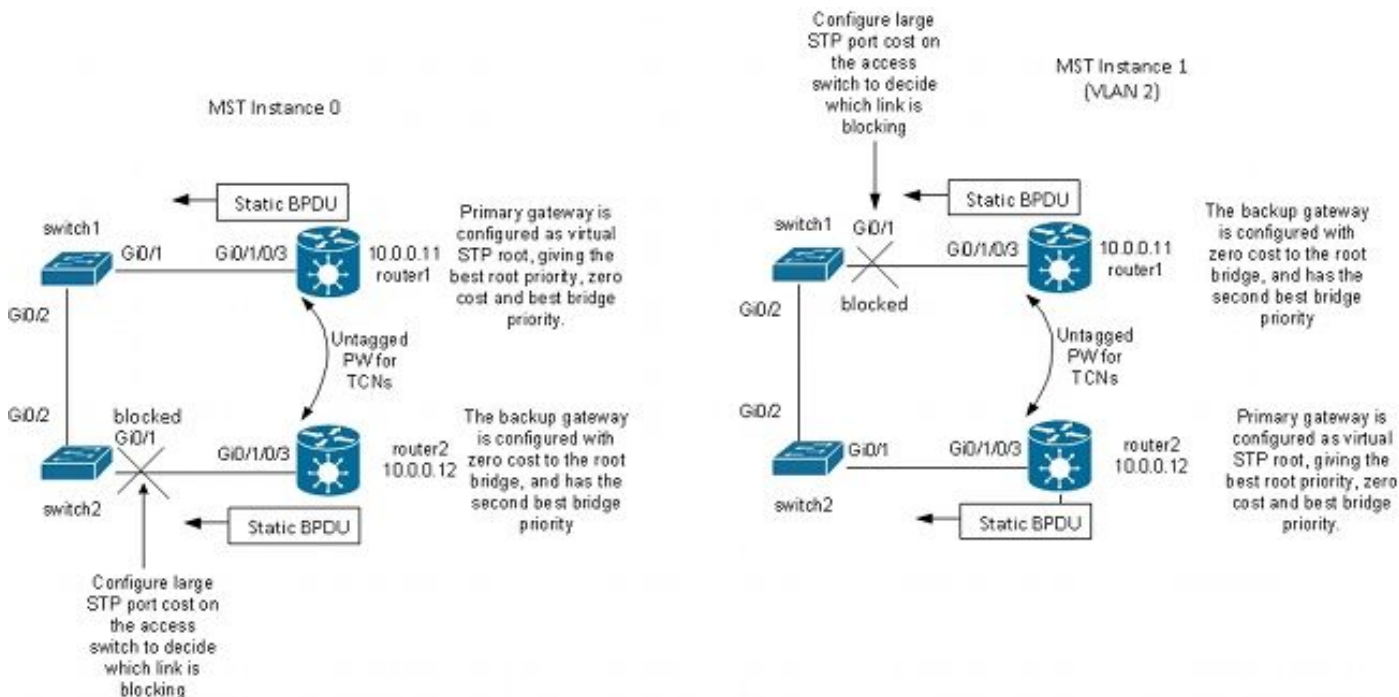 MST Instance 0
Static BPDU
switch1
Gi0/1
Gi0/1/0/3
10.0.0.11
router1
Primary gateway is
configured as virtual
STP root, giving the
best root priority, zero
cost and best bridge
priority.
Gi0/2
Untagged
PW for
TCNs
Gi0/2
blocked
Gi0/1
Gi0/1/0/3
router2
10.0.0.12
The backup gateway
is configured with
zero cost to the root
bridge, and has the
second best bridge
priority
switch2
Static BPDU
Configure large
STP port cost on
the access
switch to decide
which link is
blocking
Configure large
STP port cost on
the access
switch to decide
which link is
blocking
MST Instance 1
(VLAN 2)
Static BPDU
switch1
Gi0/1
Gi0/1/0/3
10.0.0.11
router1
The backup gateway
is configured with
zero cost to the root
bridge, and has the
second best bridge
priority
blocked
Gi0/2
Untagged
PW for
TCNs
Gi0/2
Gi0/1
Gi0/1/0/3
router2
10.0.0.12
Primary gateway is
configured as virtual
STP root, giving the
best root priority, zero
cost and best bridge
priority.
switch2
Static BPDU